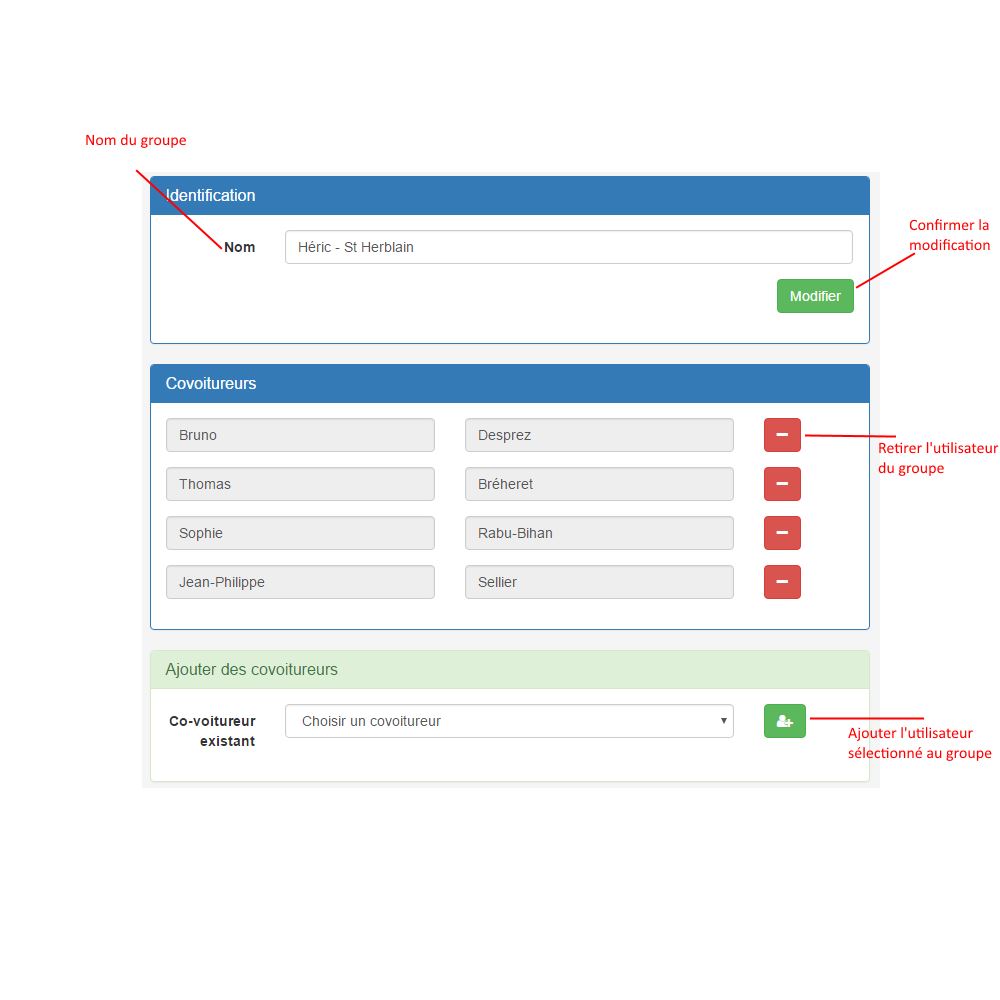 Nom du groupe
Identification
Nom
Héric - St Herblain
Confirmer la
modification
Modifier
Covoitureurs
Bruno Desprez
Retirer l'utilisateur
du groupe
Thomas Bréheret
Sophie Rabu-Bihan
Jean-Philippe Sellier
Ajouter des covoitureurs
Co-voitureur
existant
Choisir un covoitureur
Ajouter l'utilisateur
sélectionné au groupe